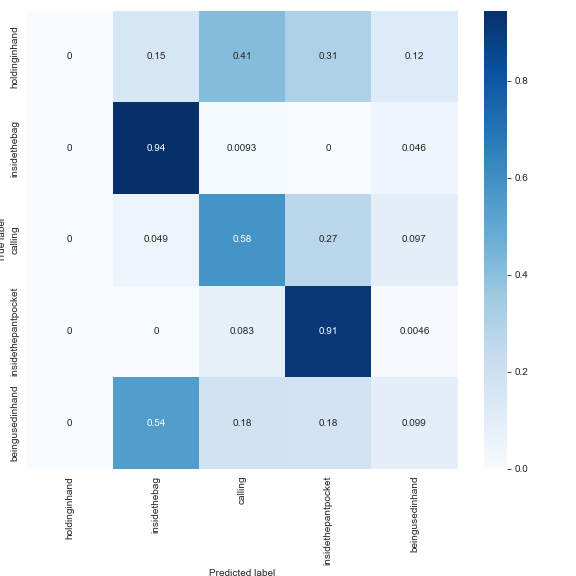 holdinginhand 0 0.15 0.41 0.31 0.12
insidethebag 0 0.94 0.0093 0 0.046
calling 0 0.049 0.58 0.27 0.097
insidethepantpocket 0 0 0.083 0.91 0.0046
beingusedinhand 0 0.54 0.18 0.18 0.099
label
holdinginhand insidethebag calling insidethepantpocket beingusedinhand
Predicted label
0.8
0.6
0.4
0.2
0.0